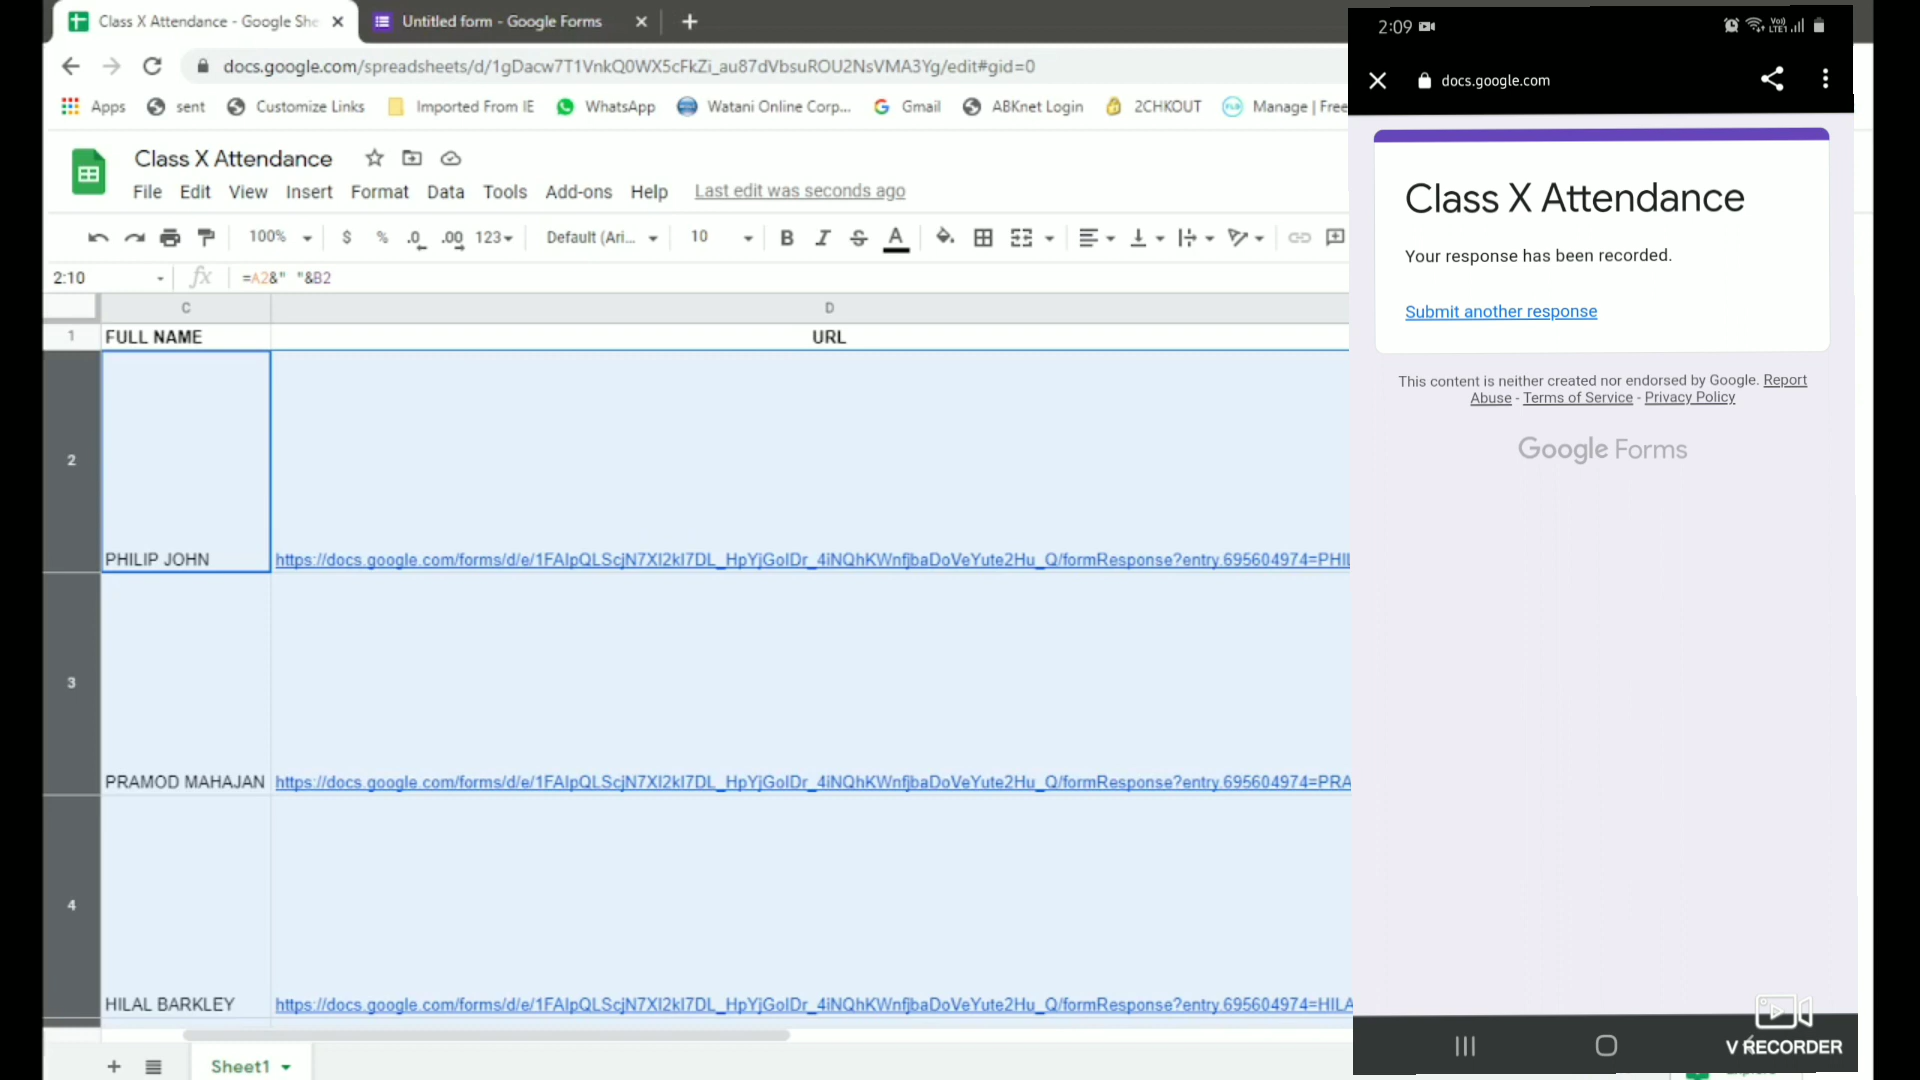 Class X Attendance - Google She
Untitled form - Google Forms
docs.google.com/spreadsheets/d/1gDacw7T1VnkQ0WX5cFkZi_au87dVbsuROU2NsVMA3Yg/edit#gid=0
Apps
sent
Customize Links
Imported From IE
WhatsApp
Watani Online Corp...
Gmail
ABKnet Login
2CHKOUT
Manage | Free
Class X Attendance
File Edit View Insert Format Data Tools Add-ons Help Last edit was seconds ago
100% $ % .0 .00 123 Default (Ari... 10 B I S A
2:10 fx =A2&" "&B2
C D
1 FULL NAME URL
2 PHILIP JOHN https://docs.google.com/forms/d/e/1FAIpQLScjN7XI2kI7DL_HpYjGoIDr_4iNQhKWnfjbaDoVeYute2Hu_Q/formResponse?entry.695604974=PHIL
3 PRAMOD MAHAJAN https://docs.google.com/forms/d/e/1FAIpQLScjN7XI2kI7DL_HpYjGoIDr_4iNQhKWnfjbaDoVeYute2Hu_Q/formResponse?entry.695604974=PRA
4 HILAL BARKLEY https://docs.google.com/forms/d/e/1FAIpQLScjN7XI2kI7DL_HpYjGoIDr_4iNQhKWnfjbaDoVeYute2Hu_Q/formResponse?entry.695604974=HILA
Sheet1
2:09
Vo)
LTE1
docs.google.com
Class X Attendance
Your response has been recorded.
Submit another response
This content is neither created nor endorsed by Google. Report
Abuse - Terms of Service - Privacy Policy
Google Forms
V RECORDER